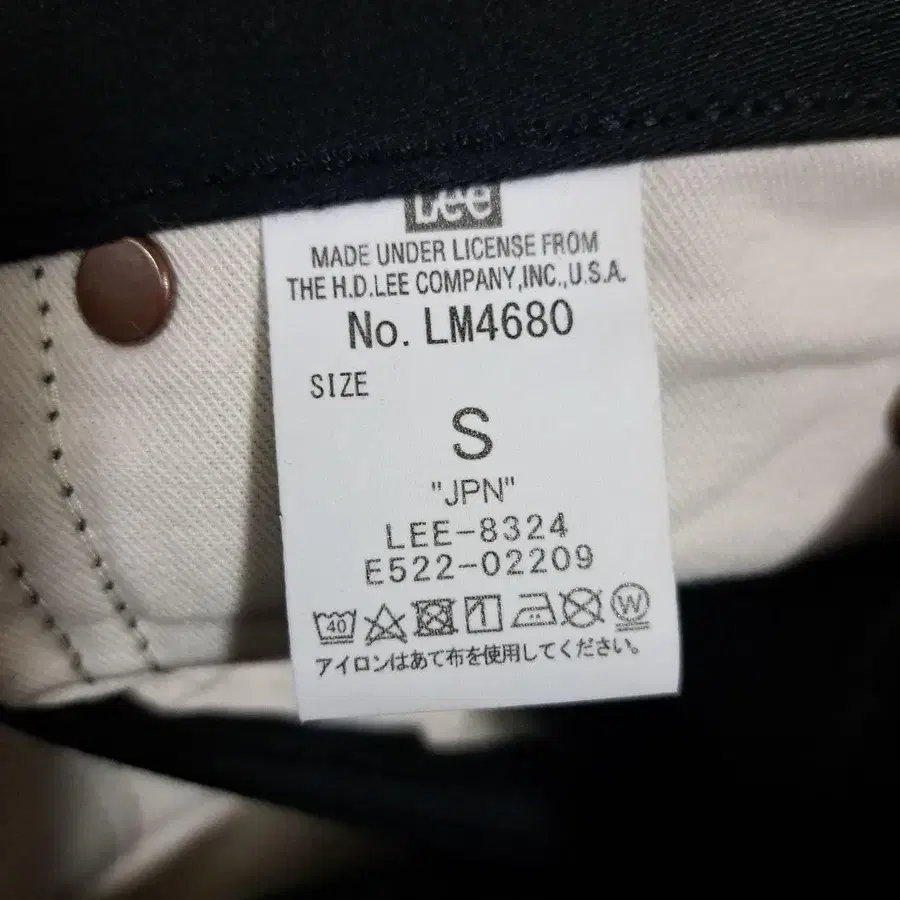 Lee
MADE UNDER LICENSE FROM
THE H.D.LEE COMPANY,INC.,U.S.A.
No. LM4680
SIZE
S
"JPN"
LEE-8324
E522-02209
40 W
アイロンはあて布を使用してください。